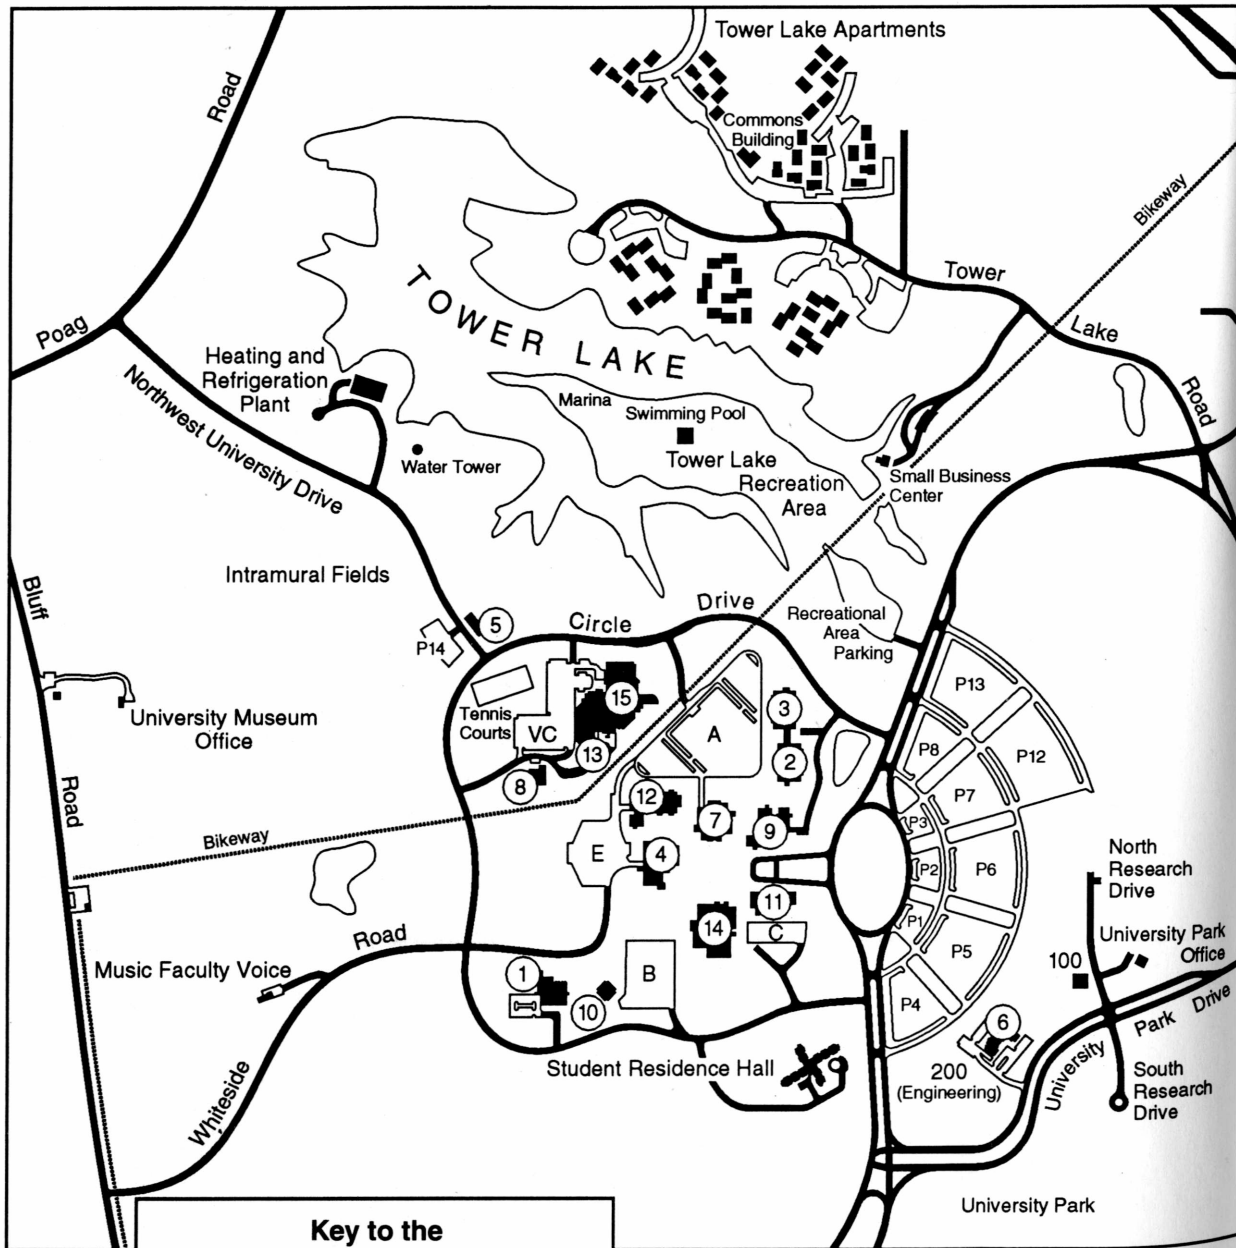 Tower Lake Apartments
Road
Commons
Building
Bikeway
Tower
Lake
Road
TOWER LAKE
Poag
Heating and
Refrigeration
Plant
Northwest University Drive
Marina
Swimming Pool
Water Tower
Tower Lake
Recreation
Area
Small Business
Center
Intramural Fields
Bluff
Road
Circle
Drive
Recreational
Area
Parking
5
P14
University Museum
Office
Tennis
Courts
VC
15
13
8
A
3
2
P13
P8
P12
P7
P3
P2
P6
P1
P5
P4
12
7
9
Bikeway
E
4
11
14
C
North
Research
Drive
University Park
Office
100
Road
Music Faculty Voice
1
10
B
6
200
(Engineering)
University Park Drive
South
Research
Drive
Student Residence Hall
Whiteside
University Park
Key to the